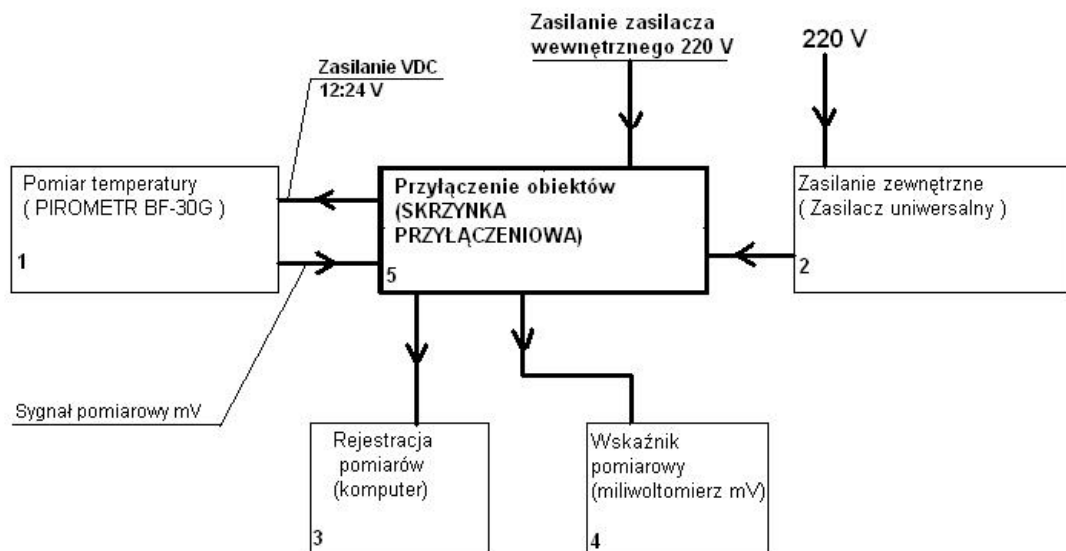 Zasilanie zasilacza
wewnętrznego 220 V
220 V
Zasilanie VDC
12:24 V
Pomiar temperatury
( PIROMETR BF-30G )
1
Przyłączenie obiektów
(SKRZYNKA
PRZYŁĄCZENIOWA)
5
Zasilanie zewnętrzne
( Zasilacz uniwersalny )
2
Sygnał pomiarowy mV
Rejestracja
pomiarów
(komputer)
3
Wskaźnik
pomiarowy
(miliwoltomierz mV)
4